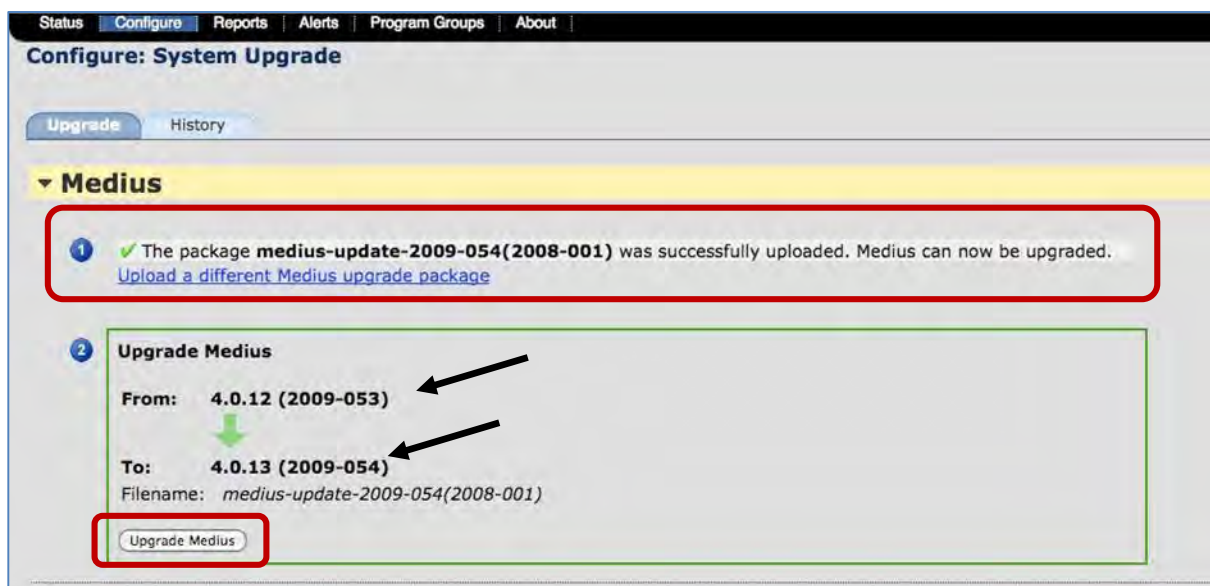 Status Configure Reports Alerts Program Groups About
Configure: System Upgrade
Upgrade History
Medius
1 ✓ The package medius-update-2009-054(2008-001) was successfully uploaded. Medius can now be upgraded.
Upload a different Medius upgrade package
2 Upgrade Medius
From: 4.0.12 (2009-053)
To: 4.0.13 (2009-054)
Filename: medius-update-2009-054(2008-001)
Upgrade Medius